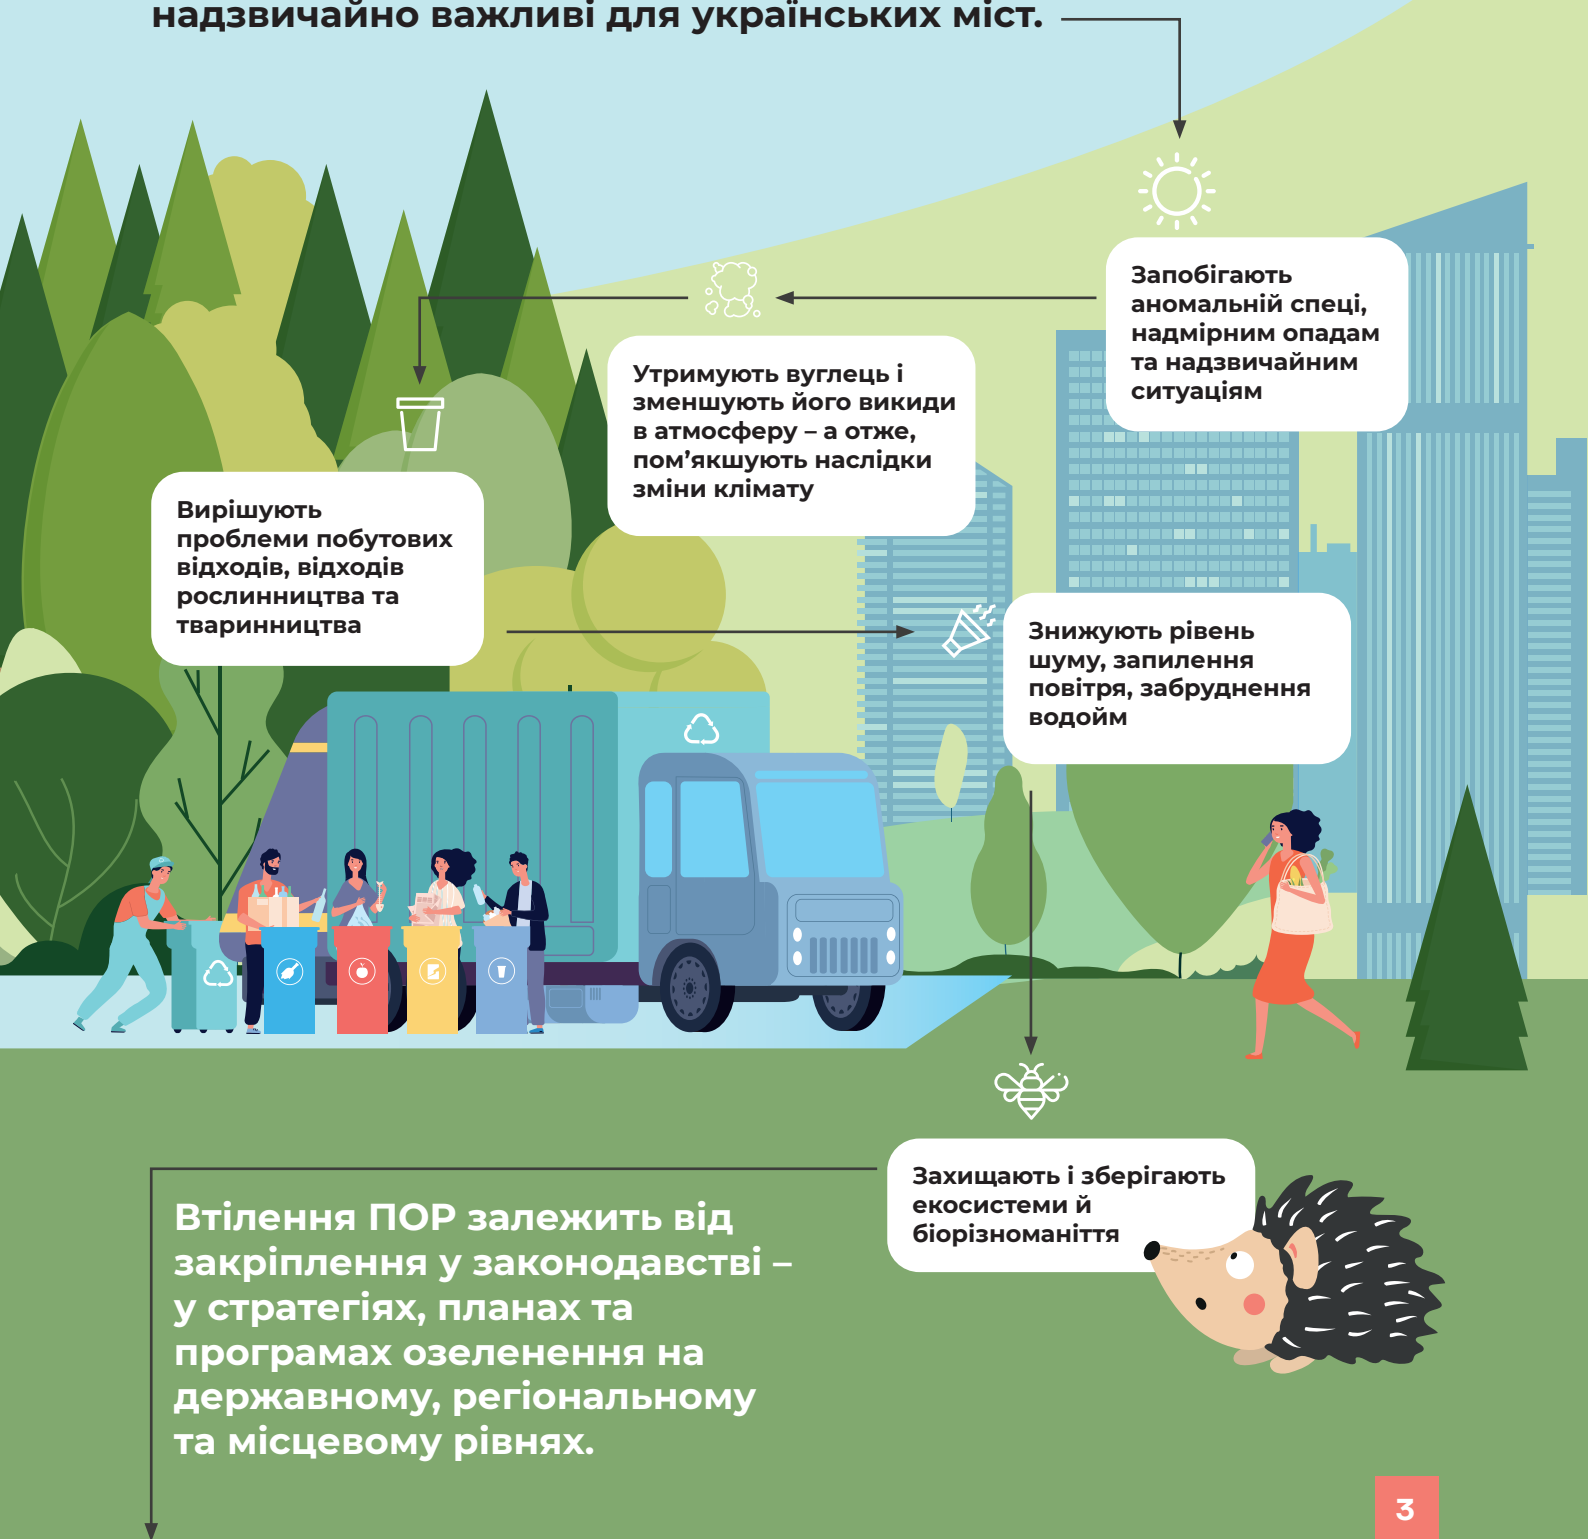 надзвичайно важливі для українських міст.
Запобігають
аномальній спеці,
надмірним опадам
та надзвичайним
ситуаціям
Утримують вуглець і
зменшують його викиди
в атмосферу – а отже,
пом’якшують наслідки
зміни клімату
Вирішують
проблеми побутових
відходів, відходів
рослинництва та
тваринництва
Знижують рівень
шуму, запилення
повітря, забруднення
водойм
Захищають і зберігають
екосистеми й
біорізноманіття
Втілення ПОР залежить від
закріплення у законодавстві –
у стратегіях, планах та
програмах озеленення на
державному, регіональному
та місцевому рівнях.
3